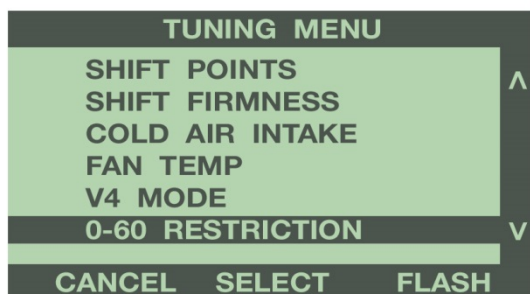 TUNING MENU
SHIFT POINTS
SHIFT FIRMNESS
COLD AIR INTAKE
FAN TEMP
V4 MODE
0-60 RESTRICTION
CANCEL SELECT FLASH